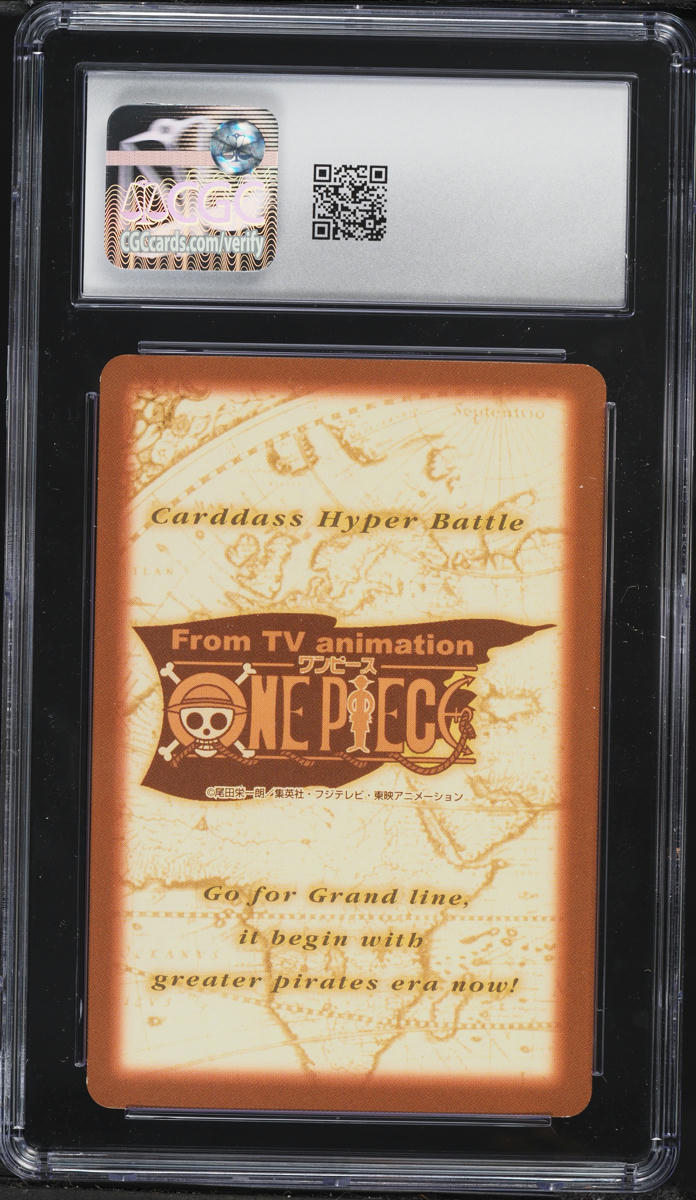 CGC
CGCcards.com/verify
Septentrio
Carddass Hyper Battle
From TV animation
ワンピース
ONE PIECE
©尾田栄一朗／集英社・フジテレビ・東映アニメーション
Go for Grand line,
it begin with
greater pirates era now!